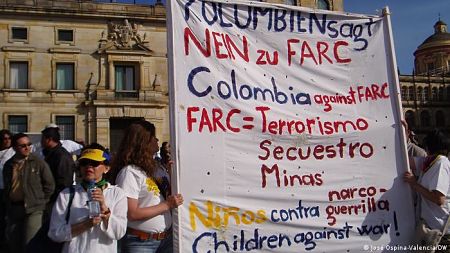 KOLUMBIEN sagt
NEIN ZU FARC
Colombia against FARC
FARC = Terrorismo
Secuestro
Minas
Niños contra narco-guerrilla
Children against war!
© José Ospina-Valencia/DW